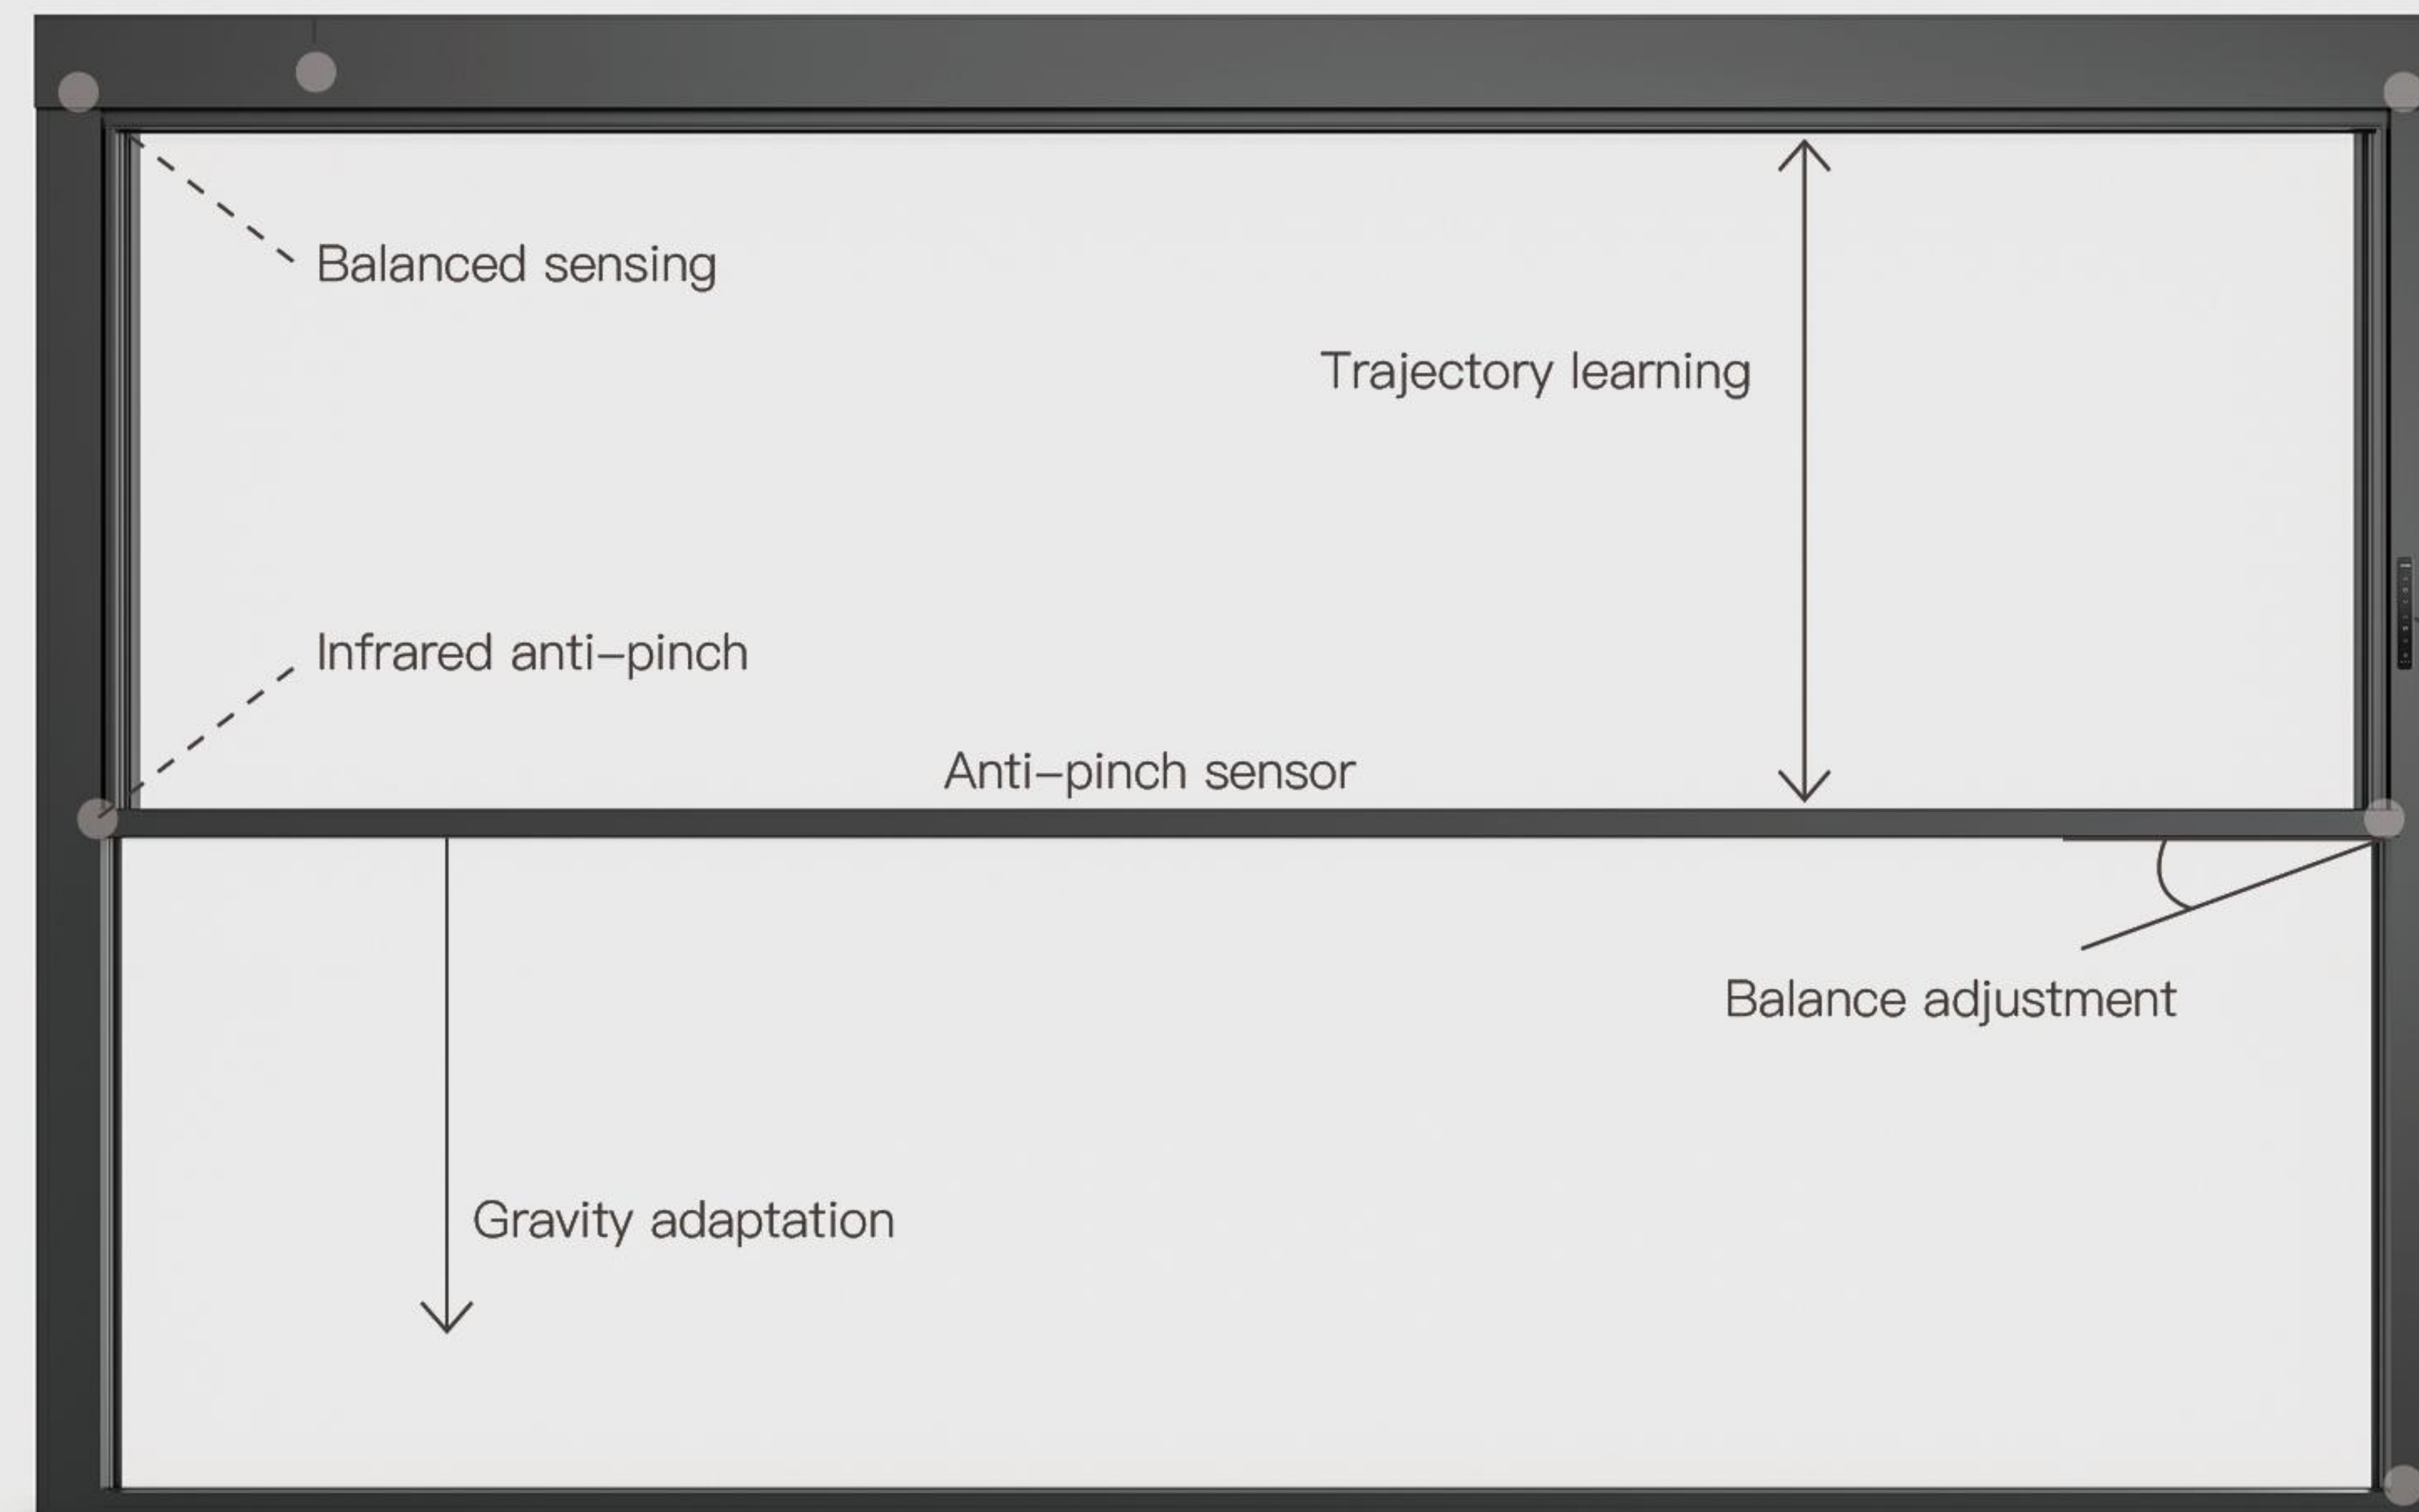 Balanced sensing
Trajectory learning
Infrared anti–pinch
Anti–pinch sensor
Balance adjustment
Gravity adaptation